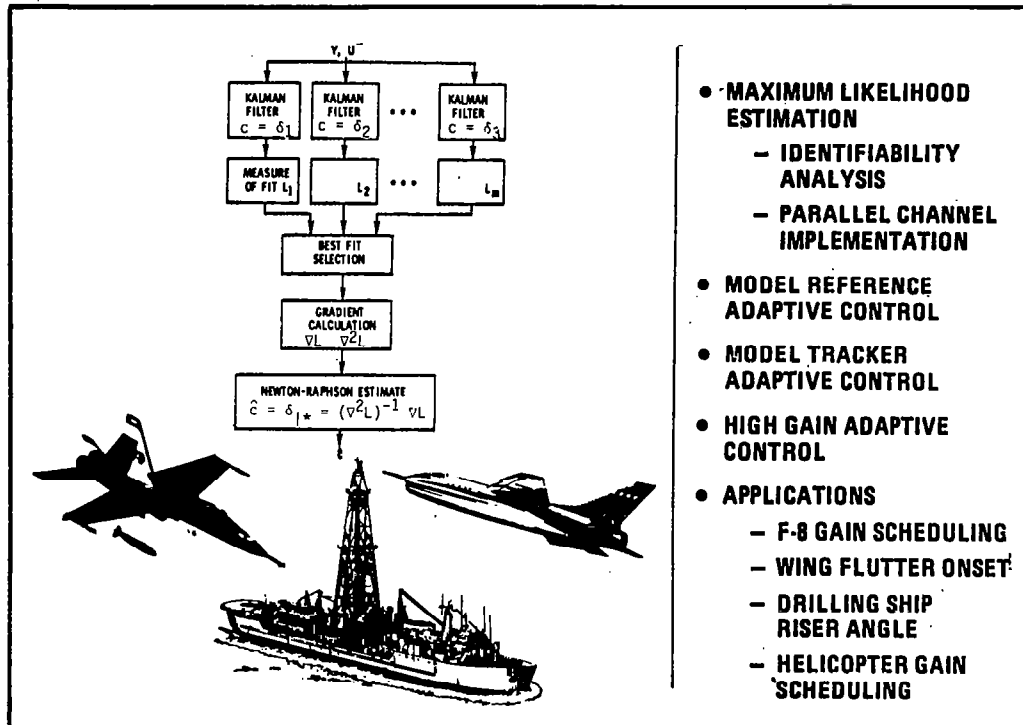 Y, U
KALMAN
FILTER
C = δ1
KALMAN
FILTER
C = δ2
•••
KALMAN
FILTER
C = δ3
MEASURE
OF FIT L1
L2
•••
Lm
BEST FIT
SELECTION
GRADIENT
CALCULATION
∇L ∇²L
NEWTON-RAPHSON ESTIMATE
ĉ = δ|* = (∇²L)⁻¹ ∇L
• MAXIMUM LIKELIHOOD
ESTIMATION
– IDENTIFIABILITY
ANALYSIS
– PARALLEL CHANNEL
IMPLEMENTATION
• MODEL REFERENCE
ADAPTIVE CONTROL
• MODEL TRACKER
ADAPTIVE CONTROL
• HIGH GAIN ADAPTIVE
CONTROL
• APPLICATIONS
– F-8 GAIN SCHEDULING
– WING FLUTTER ONSET
– DRILLING SHIP
RISER ANGLE
– HELICOPTER GAIN
SCHEDULING